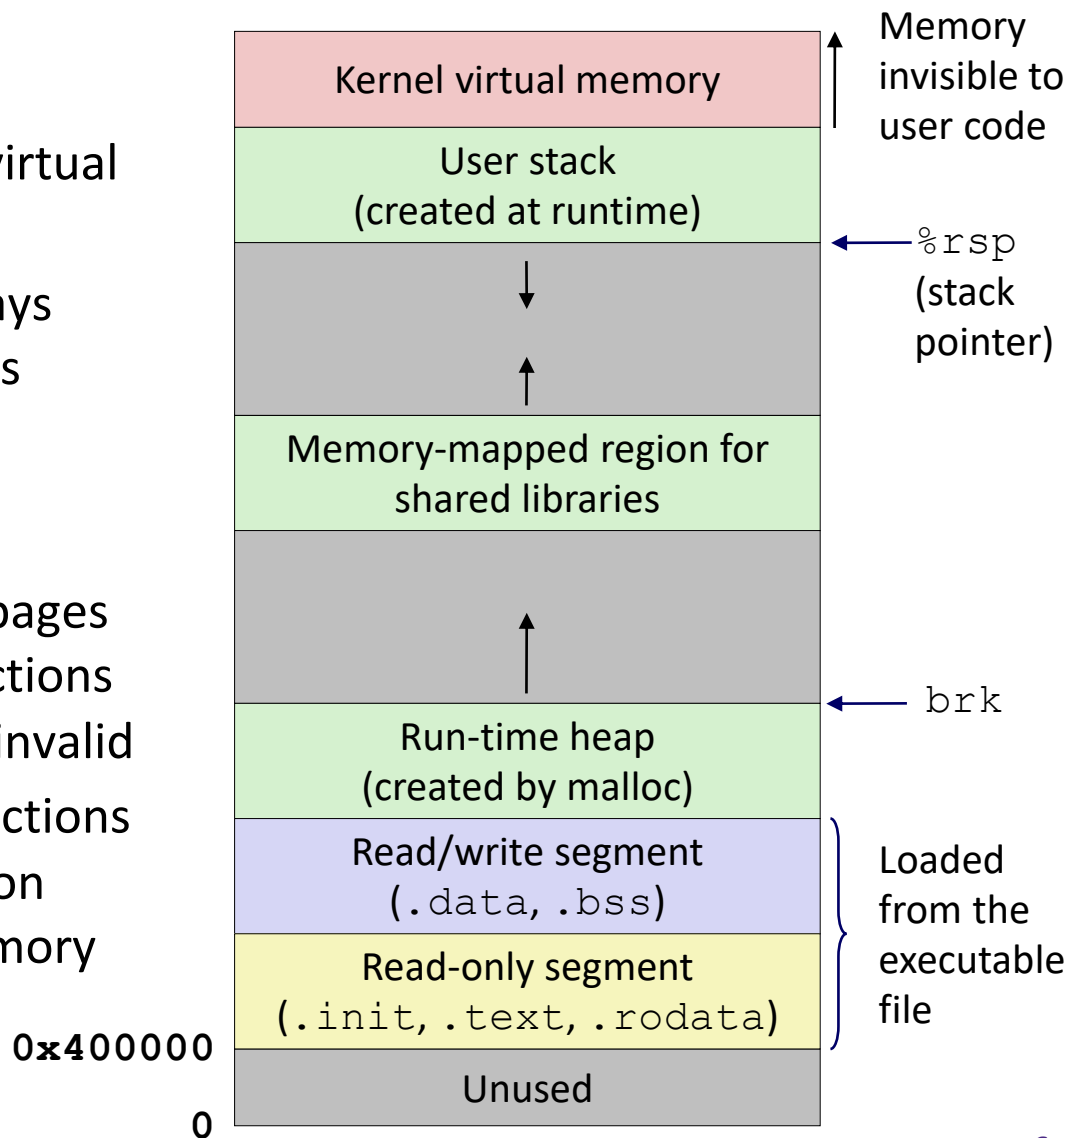 virtual
ays
s
pages
ctions
invalid
ctions
on
mory
Kernel virtual memory
User stack
(created at runtime)
Memory-mapped region for
shared libraries
Run-time heap
(created by malloc)
Read/write segment
(.data, .bss)
Read-only segment
(.init, .text, .rodata)
Unused
0x400000
0
Memory
invisible to
user code
%rsp
(stack
pointer)
brk
Loaded
from the
executable
file